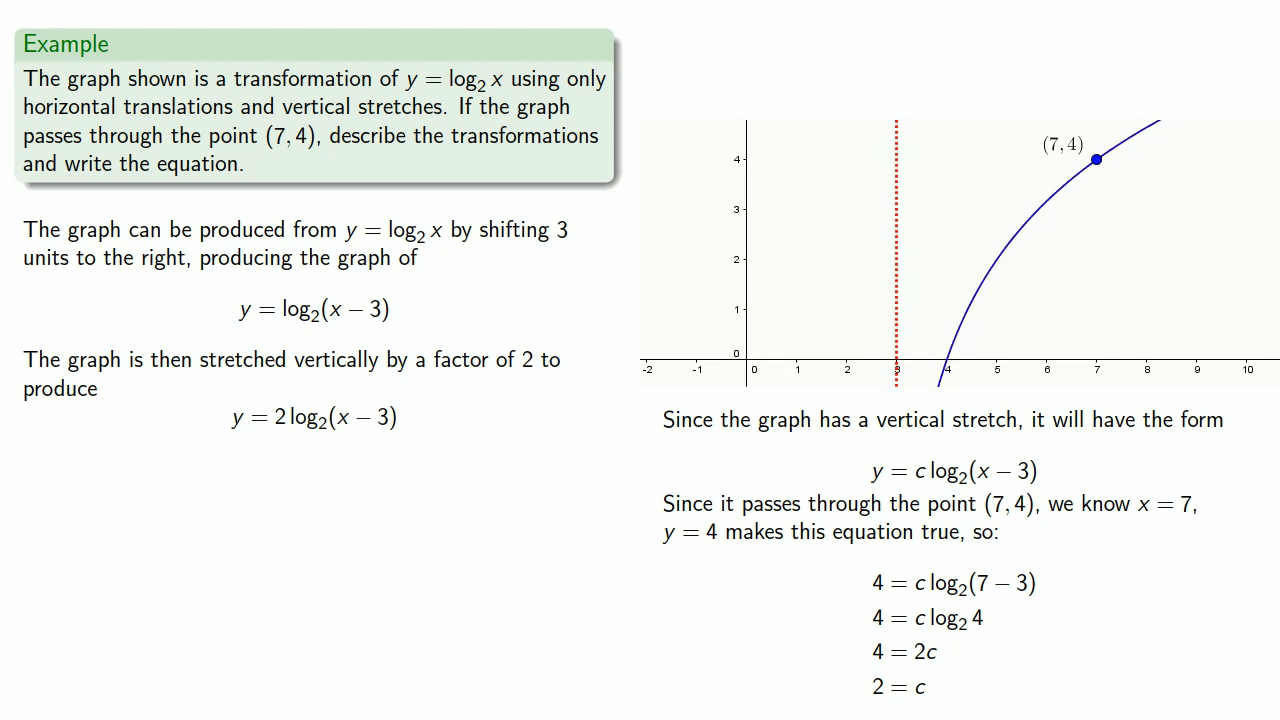 Example
The graph shown is a transformation of y = log₂ x using only
horizontal translations and vertical stretches. If the graph
passes through the point (7, 4), describe the transformations
and write the equation.
The graph can be produced from y = log₂ x by shifting 3
units to the right, producing the graph of
y = log₂(x − 3)
The graph is then stretched vertically by a factor of 2 to
produce
y = 2 log₂(x − 3)
(7, 4)
4
3
2
1
0
-2 -1 0 1 2 3 4 5 6 7 8 9 10
Since the graph has a vertical stretch, it will have the form
y = c log₂(x − 3)
Since it passes through the point (7, 4), we know x = 7,
y = 4 makes this equation true, so:
4 = c log₂(7 − 3)
4 = c log₂ 4
4 = 2c
2 = c